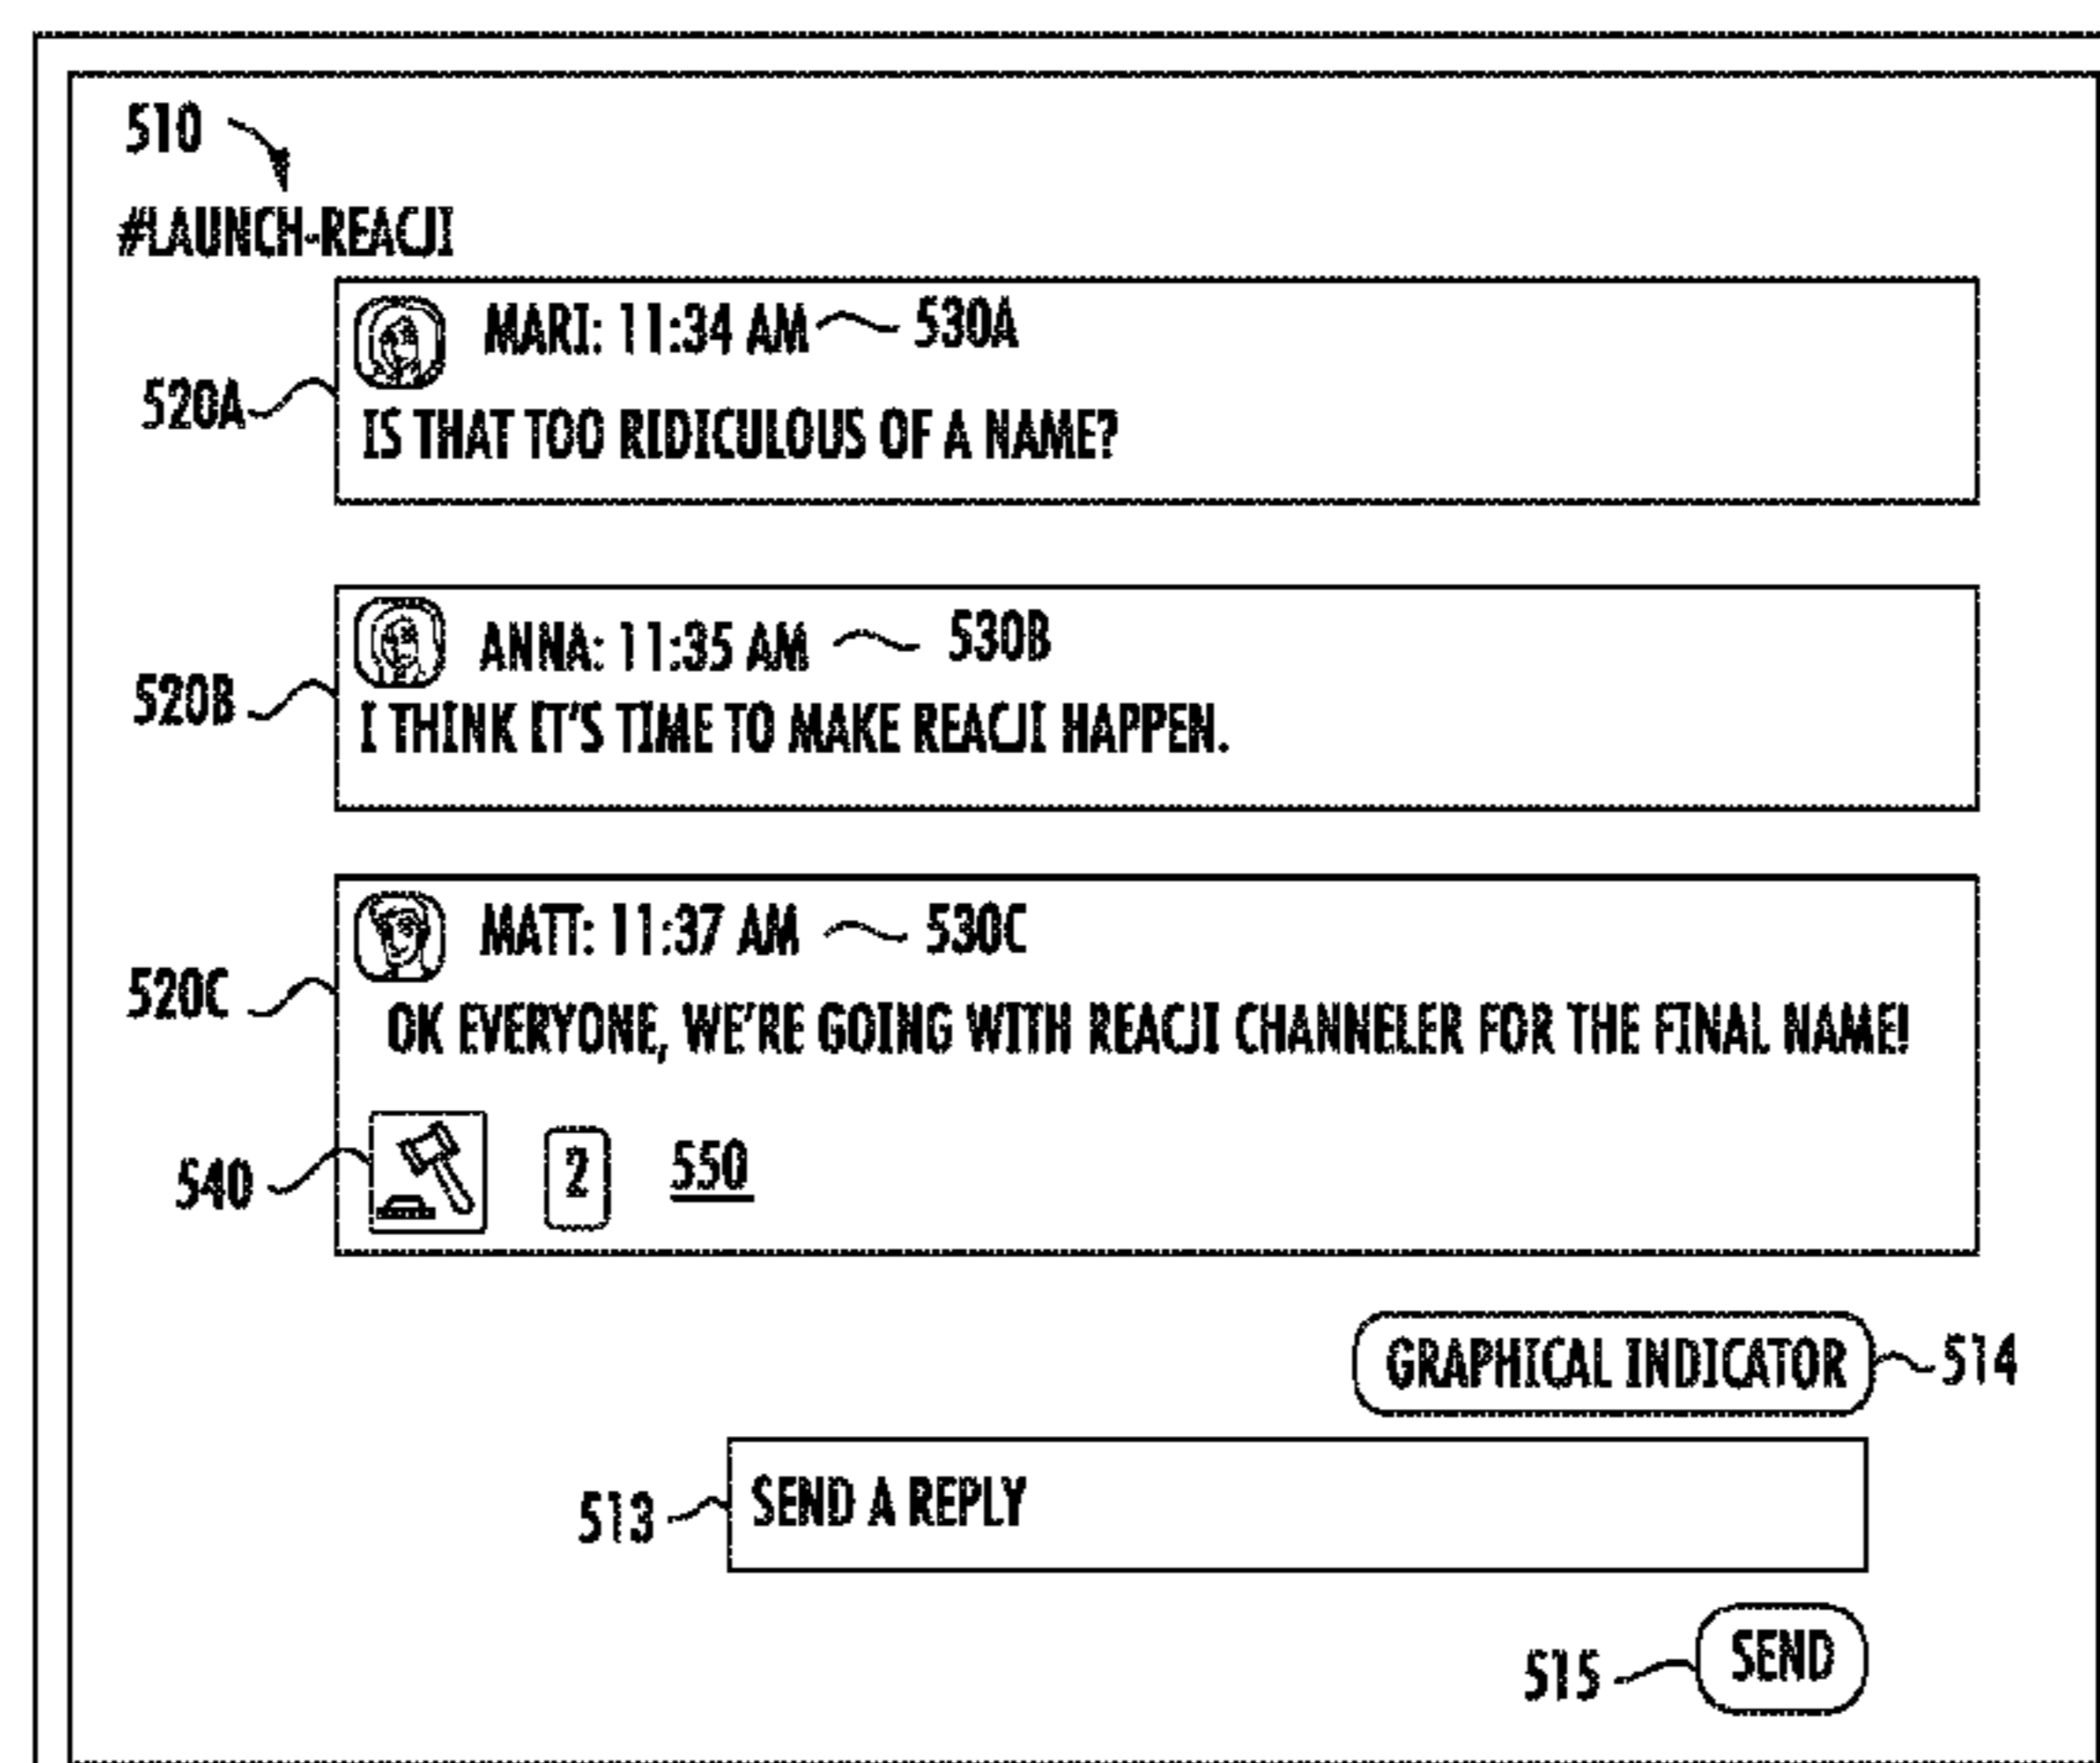 510
#LAUNCH-REACJI
MARI: 11:34 AM 530A
520A
IS THAT TOO RIDICULOUS OF A NAME?
ANNA: 11:35 AM 530B
520B
I THINK IT'S TIME TO MAKE REACJI HAPPEN.
MATT: 11:37 AM 530C
520C
OK EVERYONE, WE'RE GOING WITH REACJI CHANNELER FOR THE FINAL NAME!
540 2 550
GRAPHICAL INDICATOR 514
513 SEND A REPLY
515 SEND